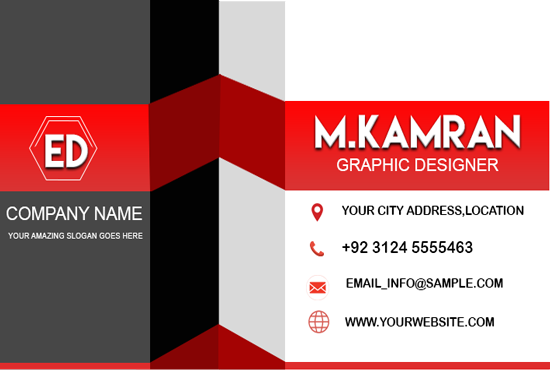 ED
COMPANY NAME
YOUR AMAZING SLOGAN GOES HERE
M.KAMRAN
GRAPHIC DESIGNER
YOUR CITY ADDRESS,LOCATION
+92 3124 5555463
EMAIL_INFO@SAMPLE.COM
WWW.YOURWEBSITE.COM